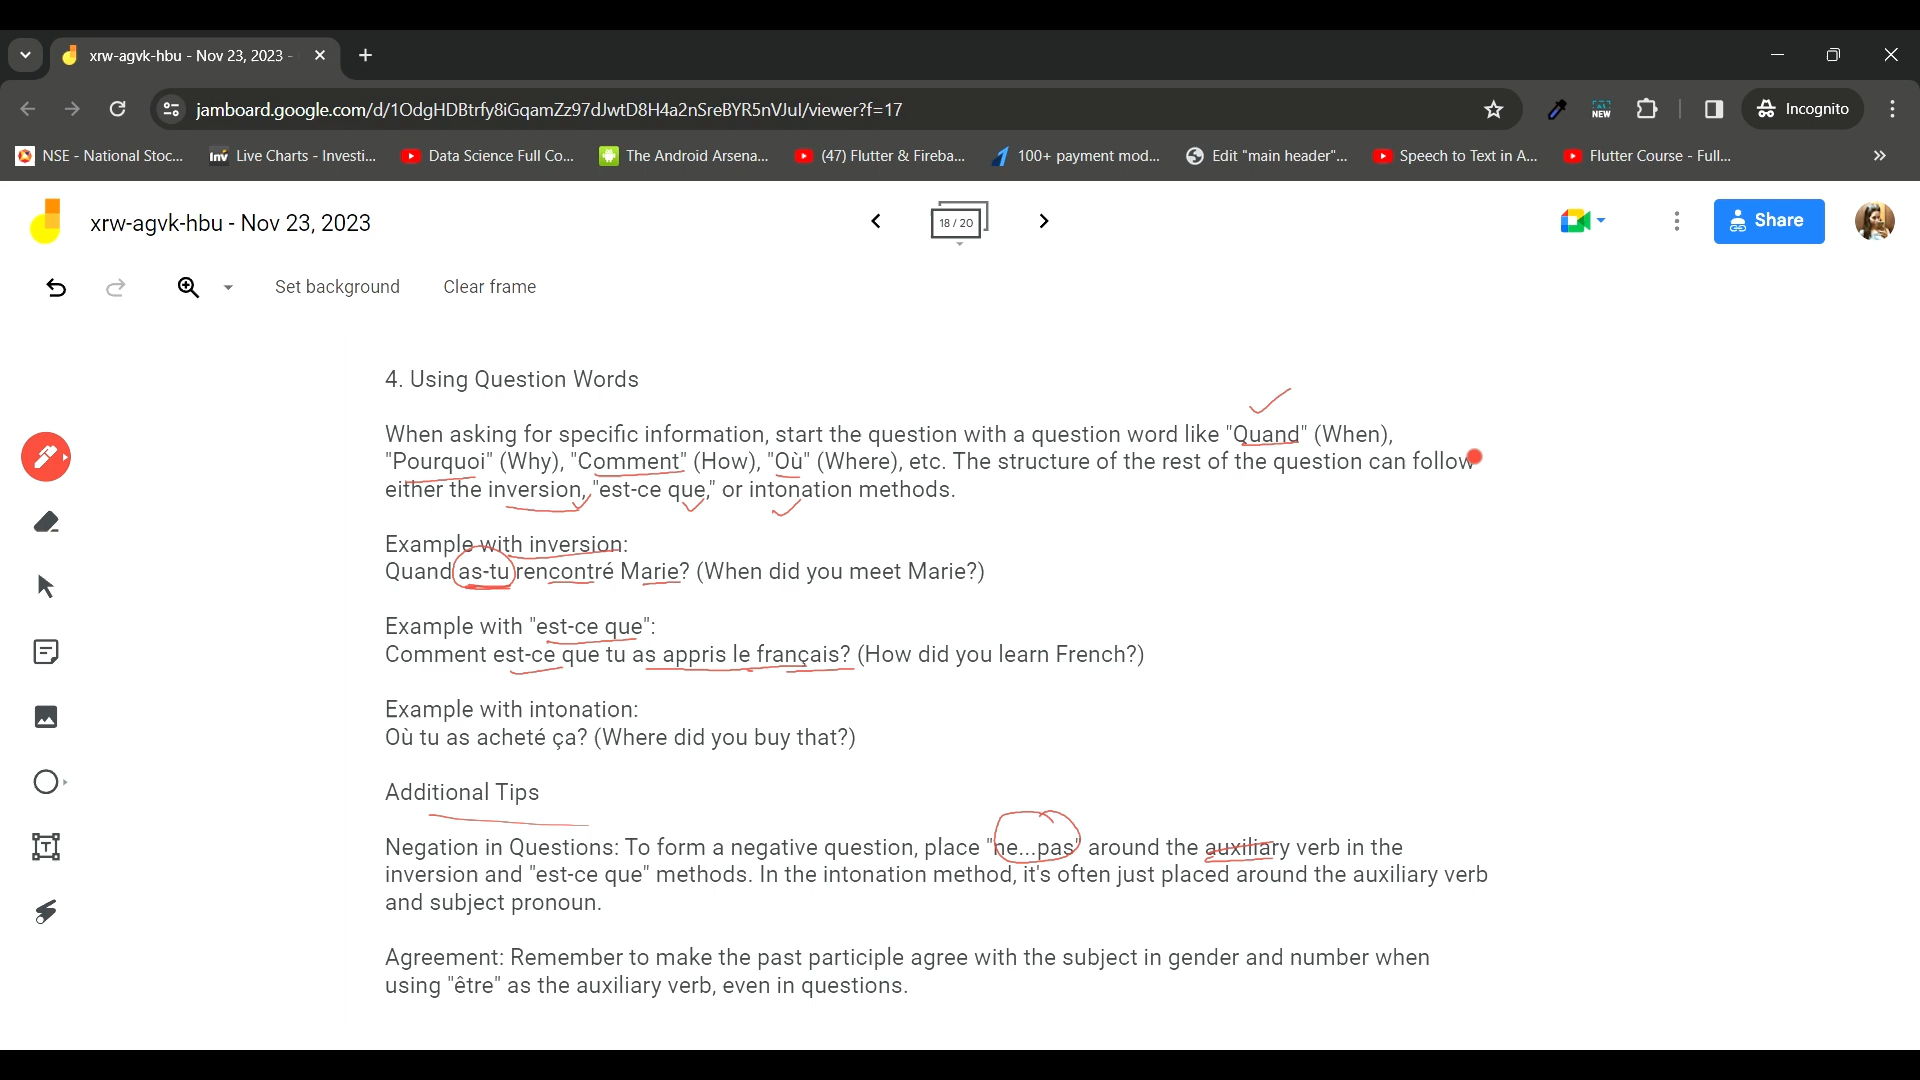 xrw-agvk-hbu - Nov 23, 2023 -
jamboard.google.com/d/1OdgHDBtrfy8iGqamZz97dJwtD8H4a2nSreBYR5nVJuI/viewer?f=17
NEW
Incognito
NSE - National Stoc...
Inv Live Charts - Investi...
Data Science Full Co...
The Android Arsena...
(47) Flutter & Fireba...
100+ payment mod...
Edit "main header"...
Speech to Text in A...
Flutter Course - Full...
xrw-agvk-hbu - Nov 23, 2023
18 / 20
Share
Set background
Clear frame
4. Using Question Words
When asking for specific information, start the question with a question word like "Quand" (When),
"Pourquoi" (Why), "Comment" (How), "Où" (Where), etc. The structure of the rest of the question can follow
either the inversion, "est-ce que," or intonation methods.
Example with inversion:
Quand as-tu rencontré Marie? (When did you meet Marie?)
Example with "est-ce que":
Comment est-ce que tu as appris le français? (How did you learn French?)
Example with intonation:
Où tu as acheté ça? (Where did you buy that?)
Additional Tips
Negation in Questions: To form a negative question, place "ne...pas" around the auxiliary verb in the
inversion and "est-ce que" methods. In the intonation method, it's often just placed around the auxiliary verb
and subject pronoun.
Agreement: Remember to make the past participle agree with the subject in gender and number when
using "être" as the auxiliary verb, even in questions.